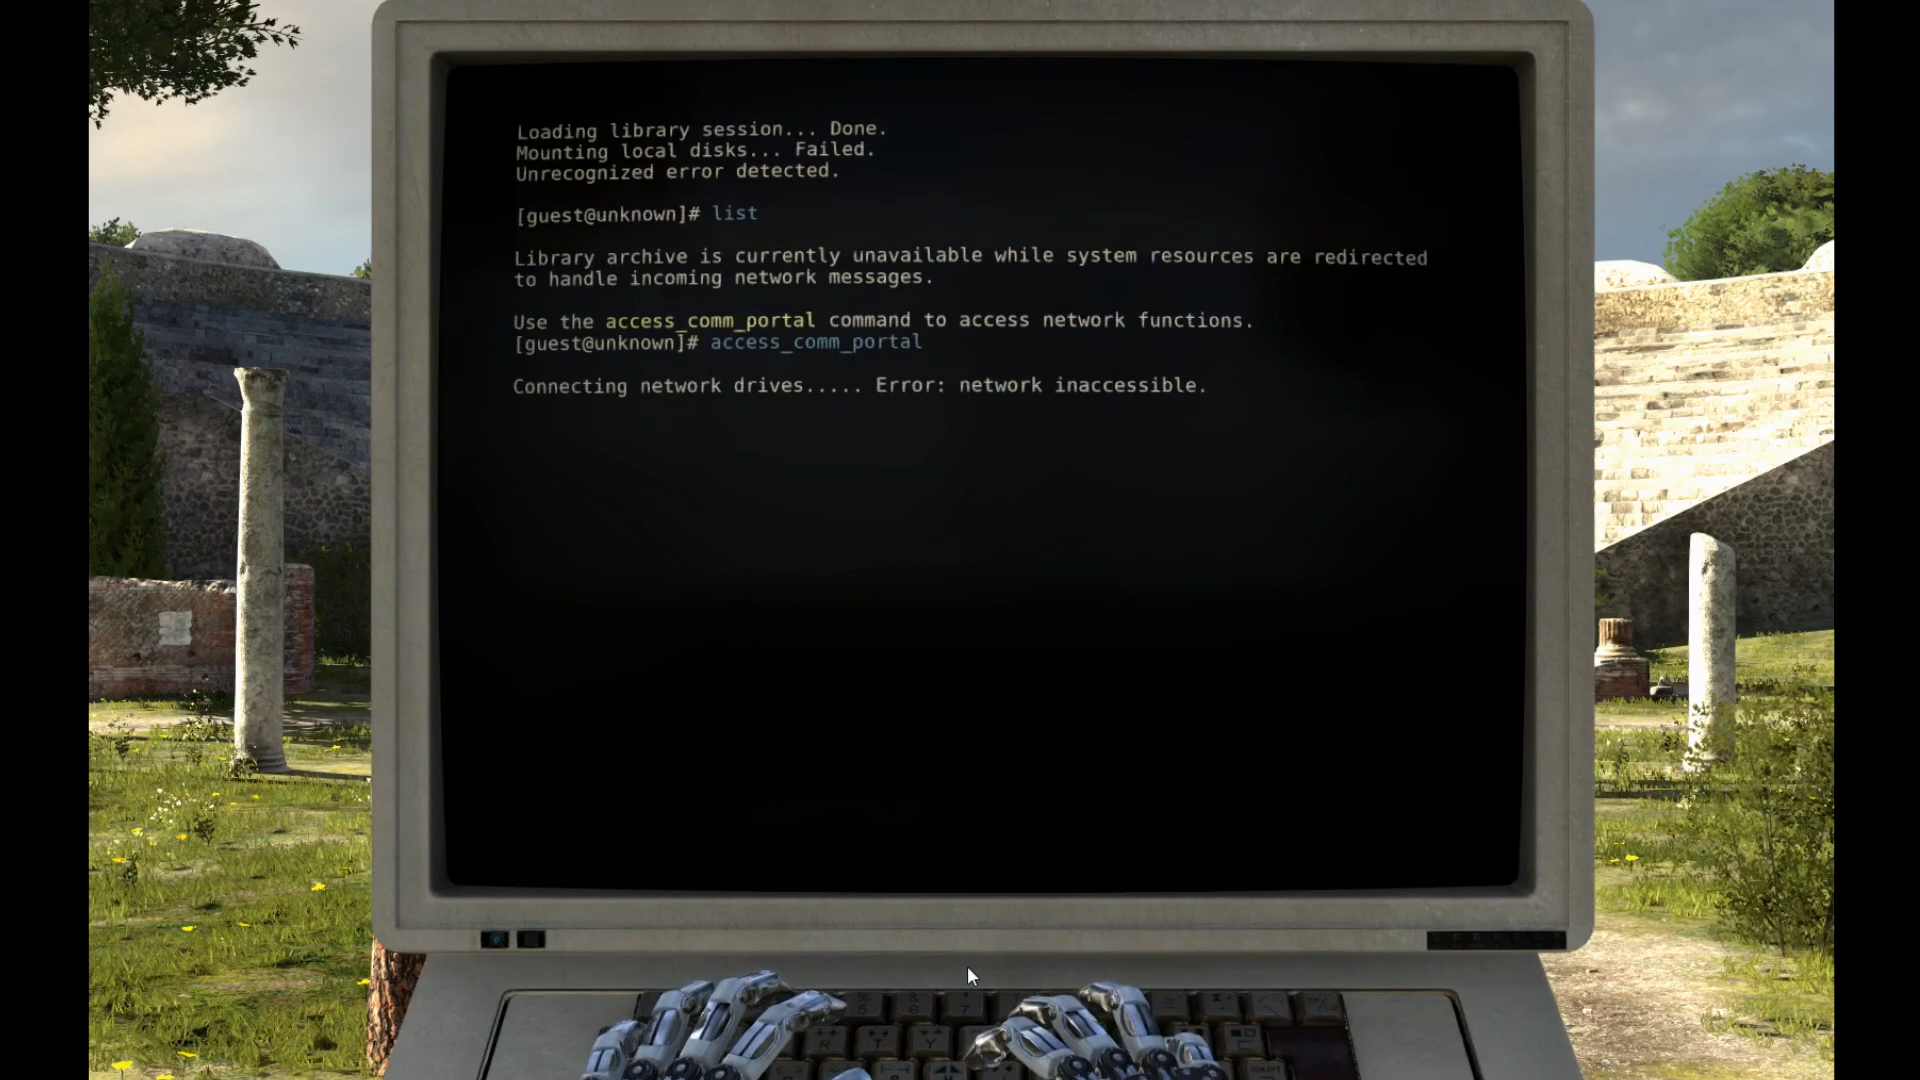 Loading library session... Done.
Mounting local disks... Failed.
Unrecognized error detected.
[guest@unknown]# list
Library archive is currently unavailable while system resources are redirected
to handle incoming network messages.
Use the access_comm_portal command to access network functions.
[guest@unknown]# access_comm_portal
Connecting network drives..... Error: network inaccessible.